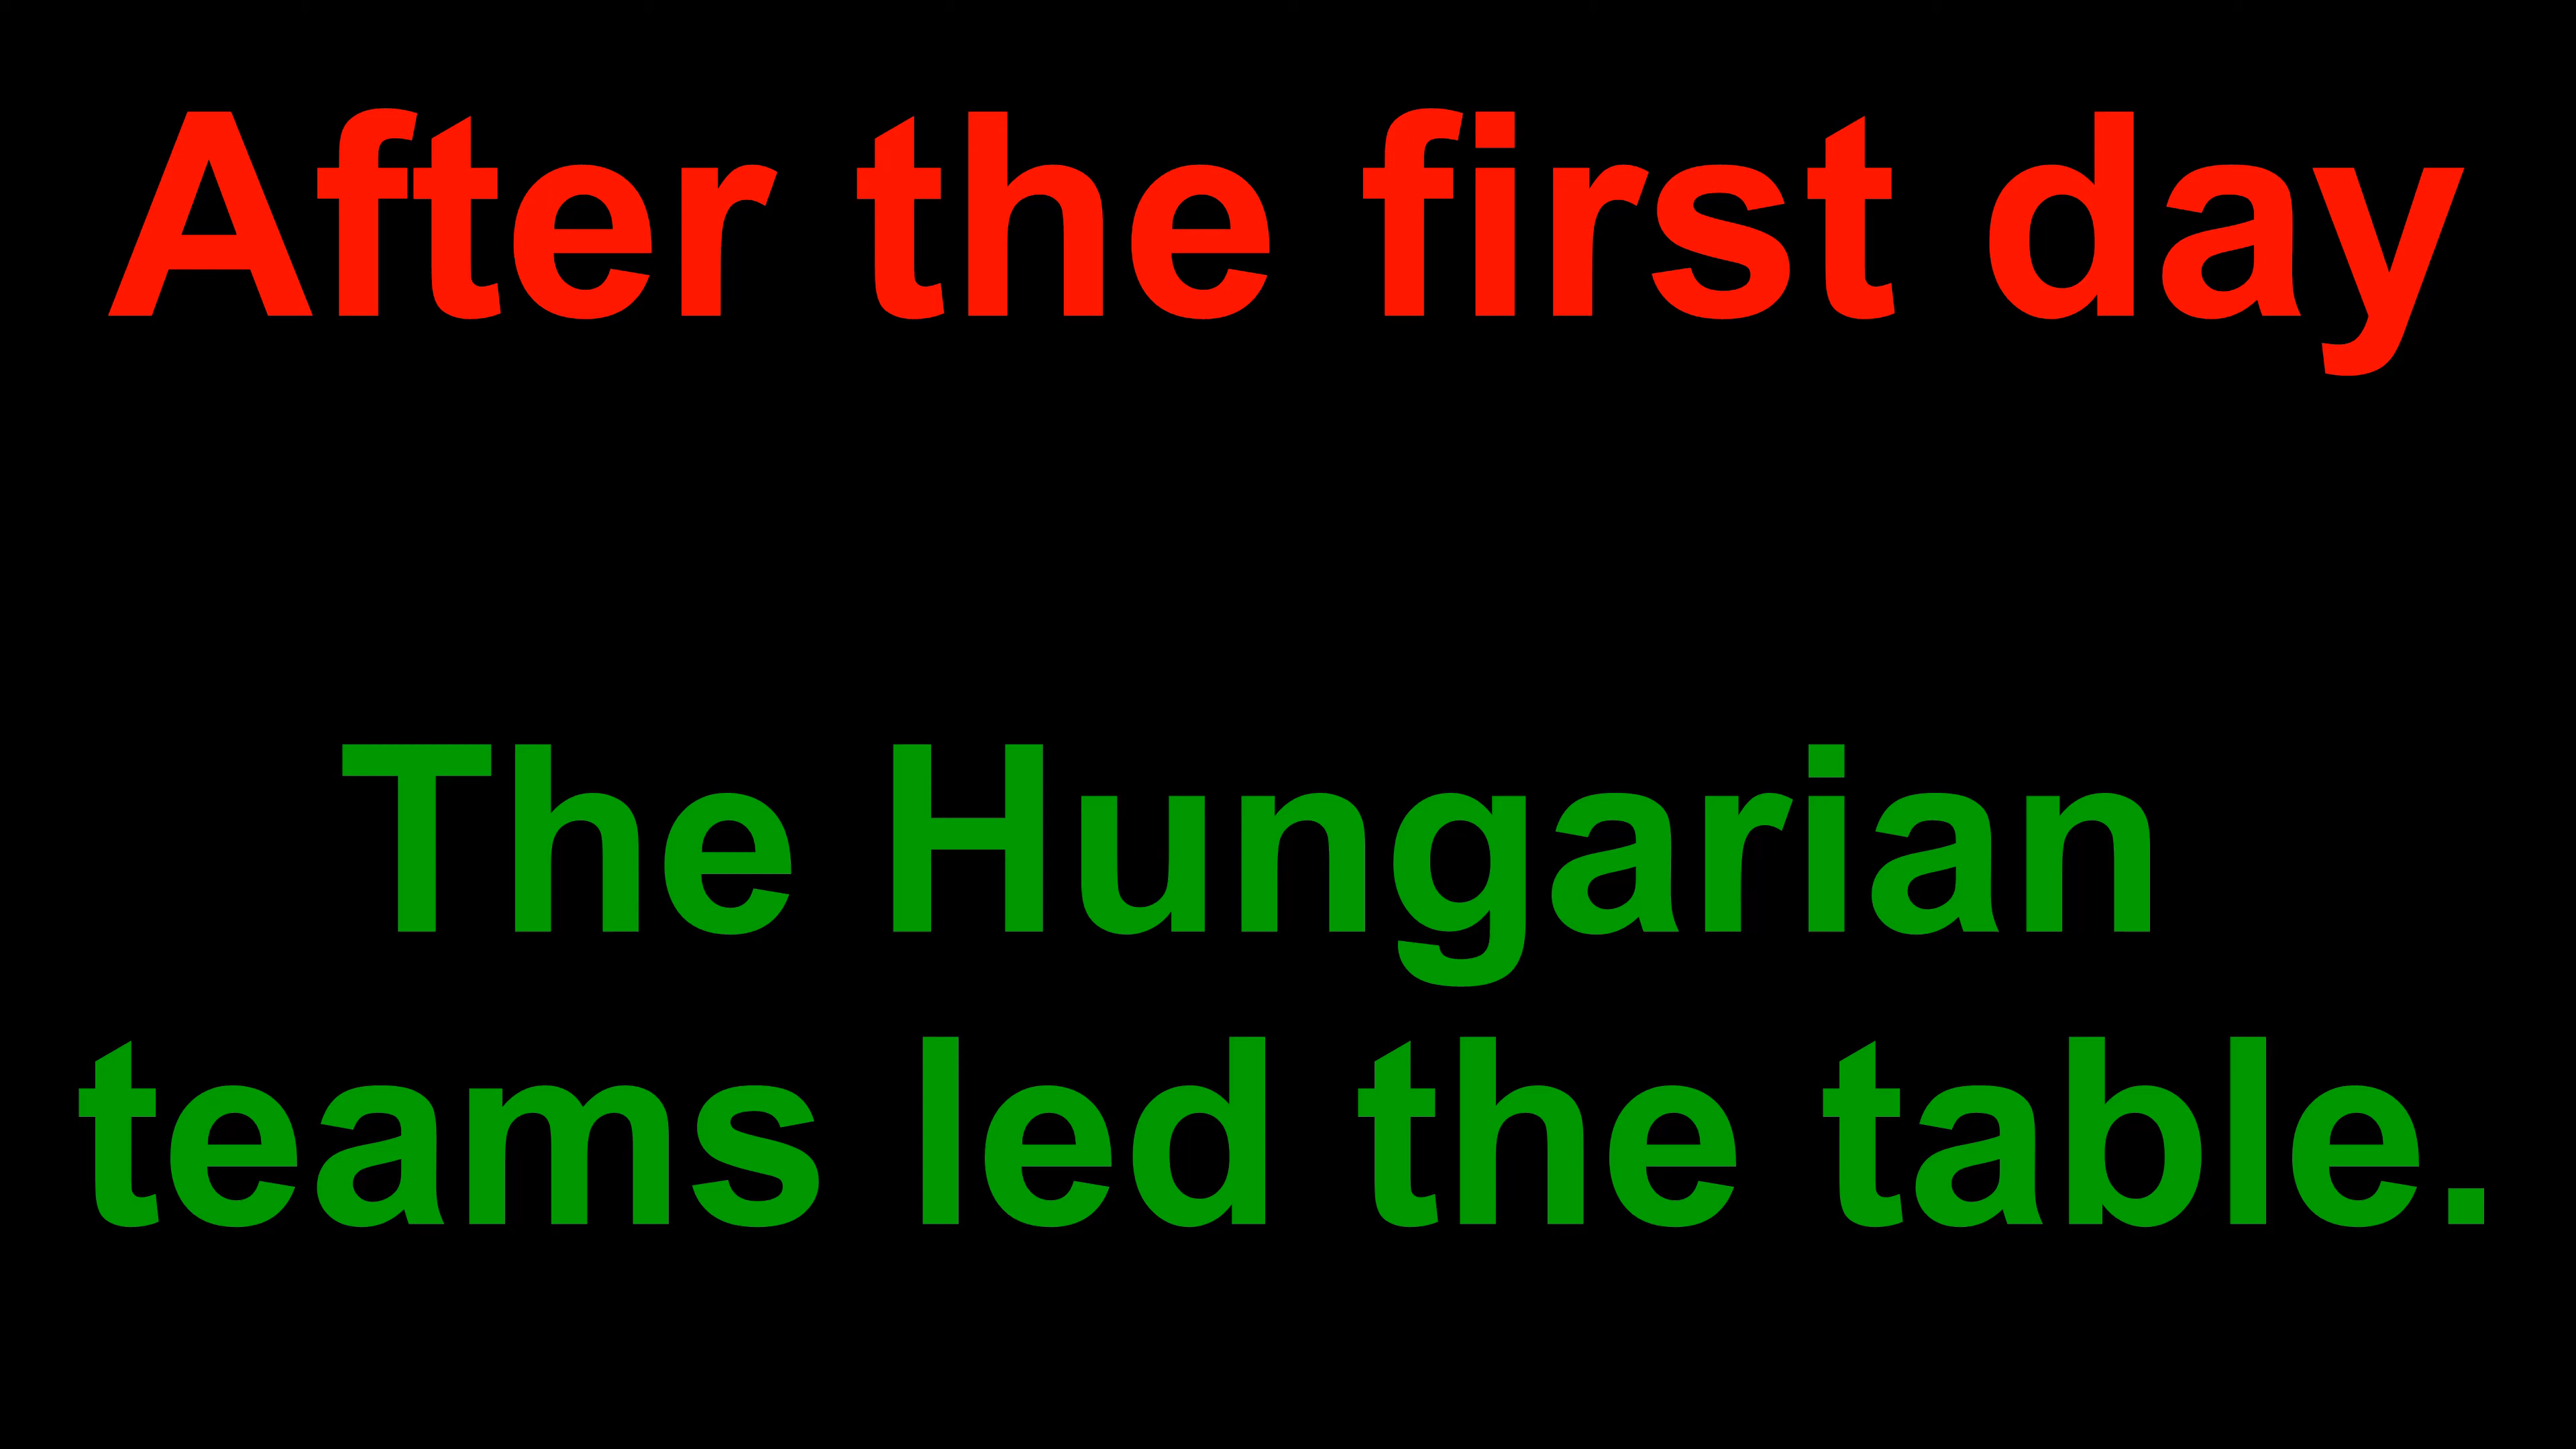 After the first day
The Hungarian
teams led the table.